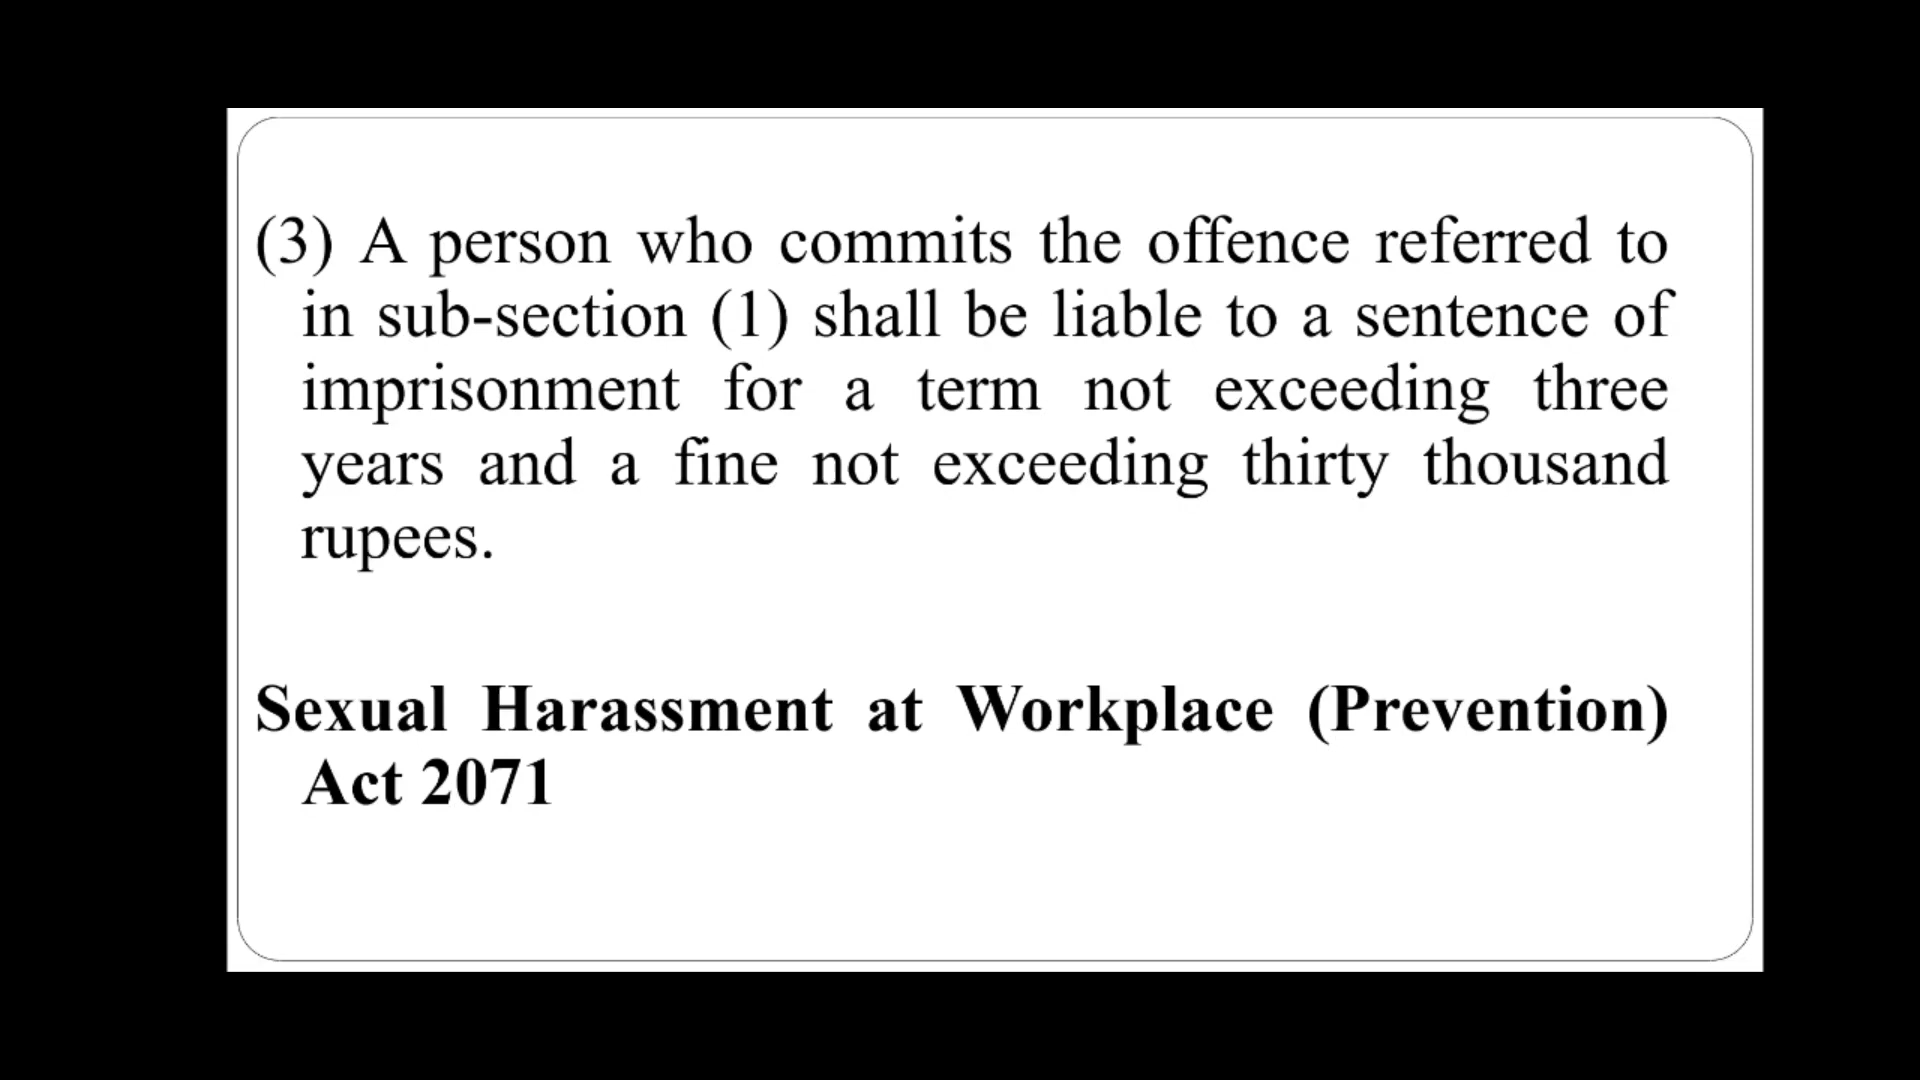 (3) A person who commits the offence referred to
in sub-section (1) shall be liable to a sentence of
imprisonment for a term not exceeding three
years and a fine not exceeding thirty thousand
rupees.
Sexual Harassment at Workplace (Prevention)
Act 2071